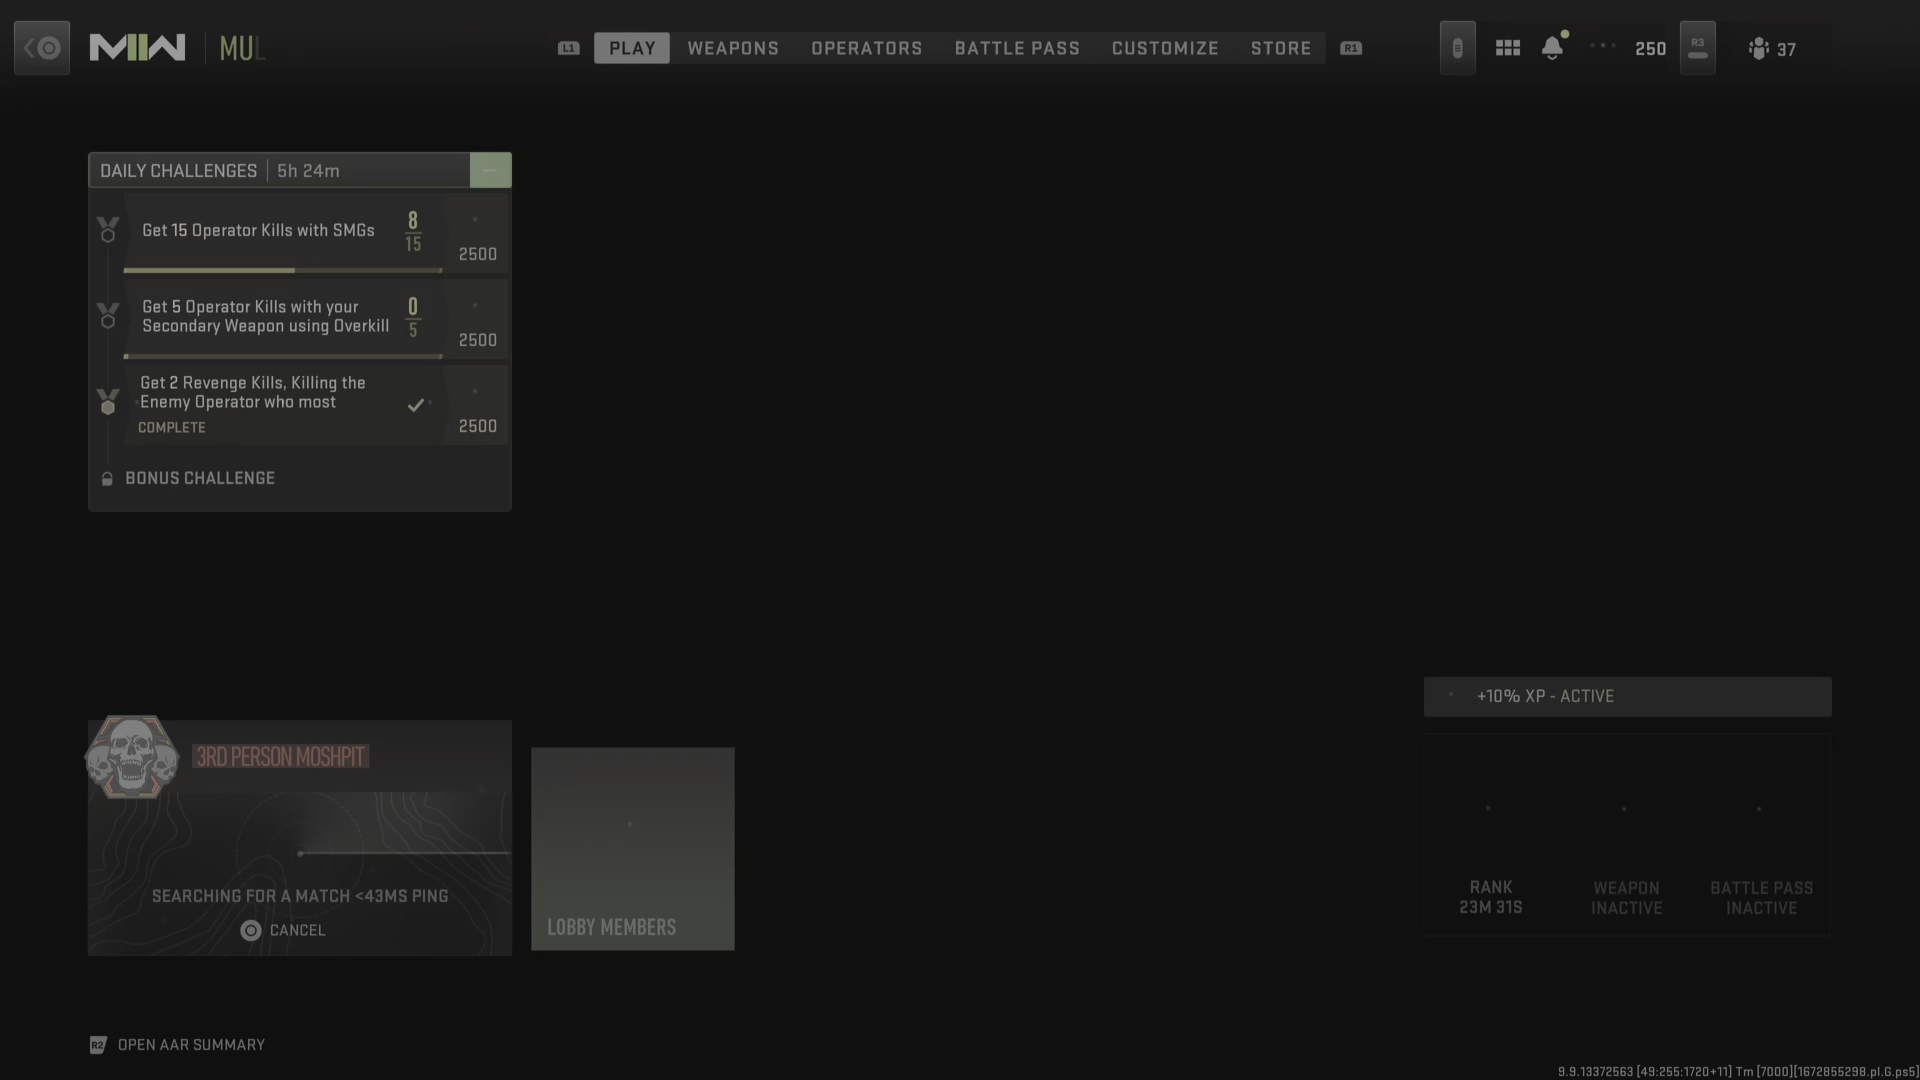 MW | MUL
L1 PLAY WEAPONS OPERATORS BATTLE PASS CUSTOMIZE STORE R1
250 R3 37
DAILY CHALLENGES | 5h 24m
Get 15 Operator Kills with SMGs
8
15
2500
Get 5 Operator Kills with your
Secondary Weapon using Overkill
0
5
2500
Get 2 Revenge Kills, Killing the
Enemy Operator who most
COMPLETE
2500
BONUS CHALLENGE
+10% XP - ACTIVE
3RD PERSON MOSHPIT
SEARCHING FOR A MATCH <43MS PING
CANCEL
LOBBY MEMBERS
RANK
23M 31S
WEAPON
INACTIVE
BATTLE PASS
INACTIVE
R2 OPEN AAR SUMMARY
9.9.13372563 [49:255:1720+11] Tm [7000][1672855298.pl.G.ps5]